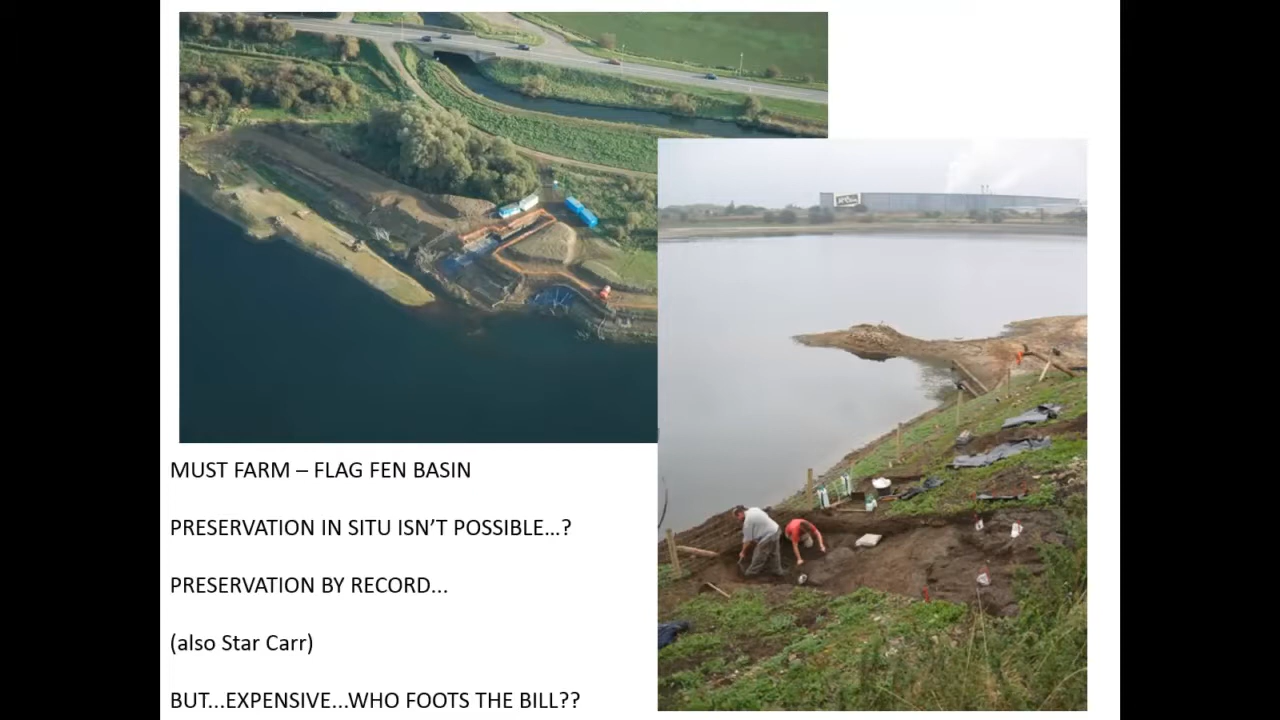 MUST FARM – FLAG FEN BASIN
PRESERVATION IN SITU ISN’T POSSIBLE...?
PRESERVATION BY RECORD...
(also Star Carr)
BUT...EXPENSIVE...WHO FOOTS THE BILL??